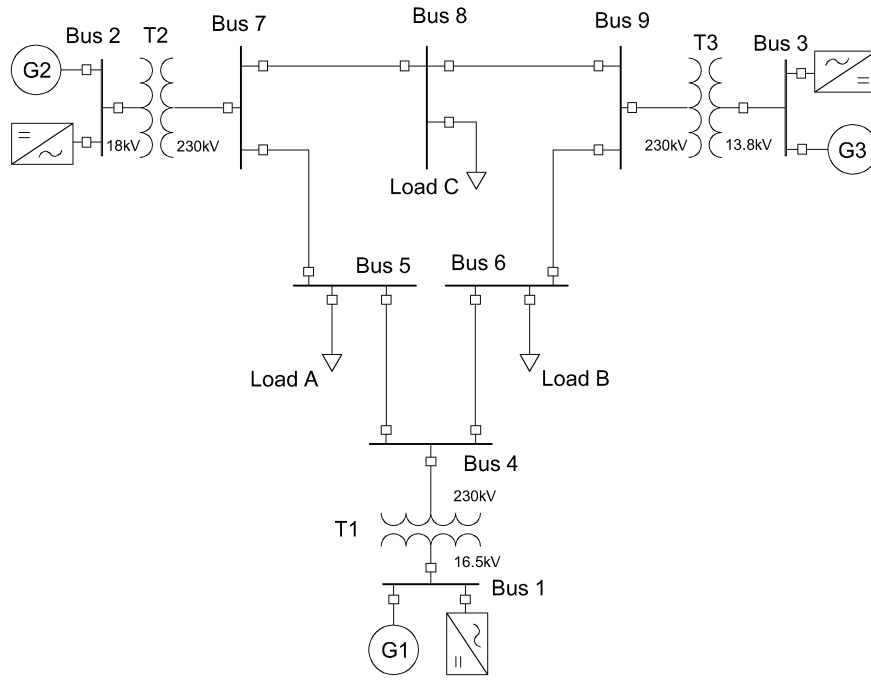 Bus 2
T2
Bus 7
Bus 8
Bus 9
T3
Bus 3
G2
18kV
230kV
230kV
13.8kV
G3
Load C
Bus 5
Bus 6
Load A
Load B
Bus 4
230kV
T1
16.5kV
Bus 1
G1